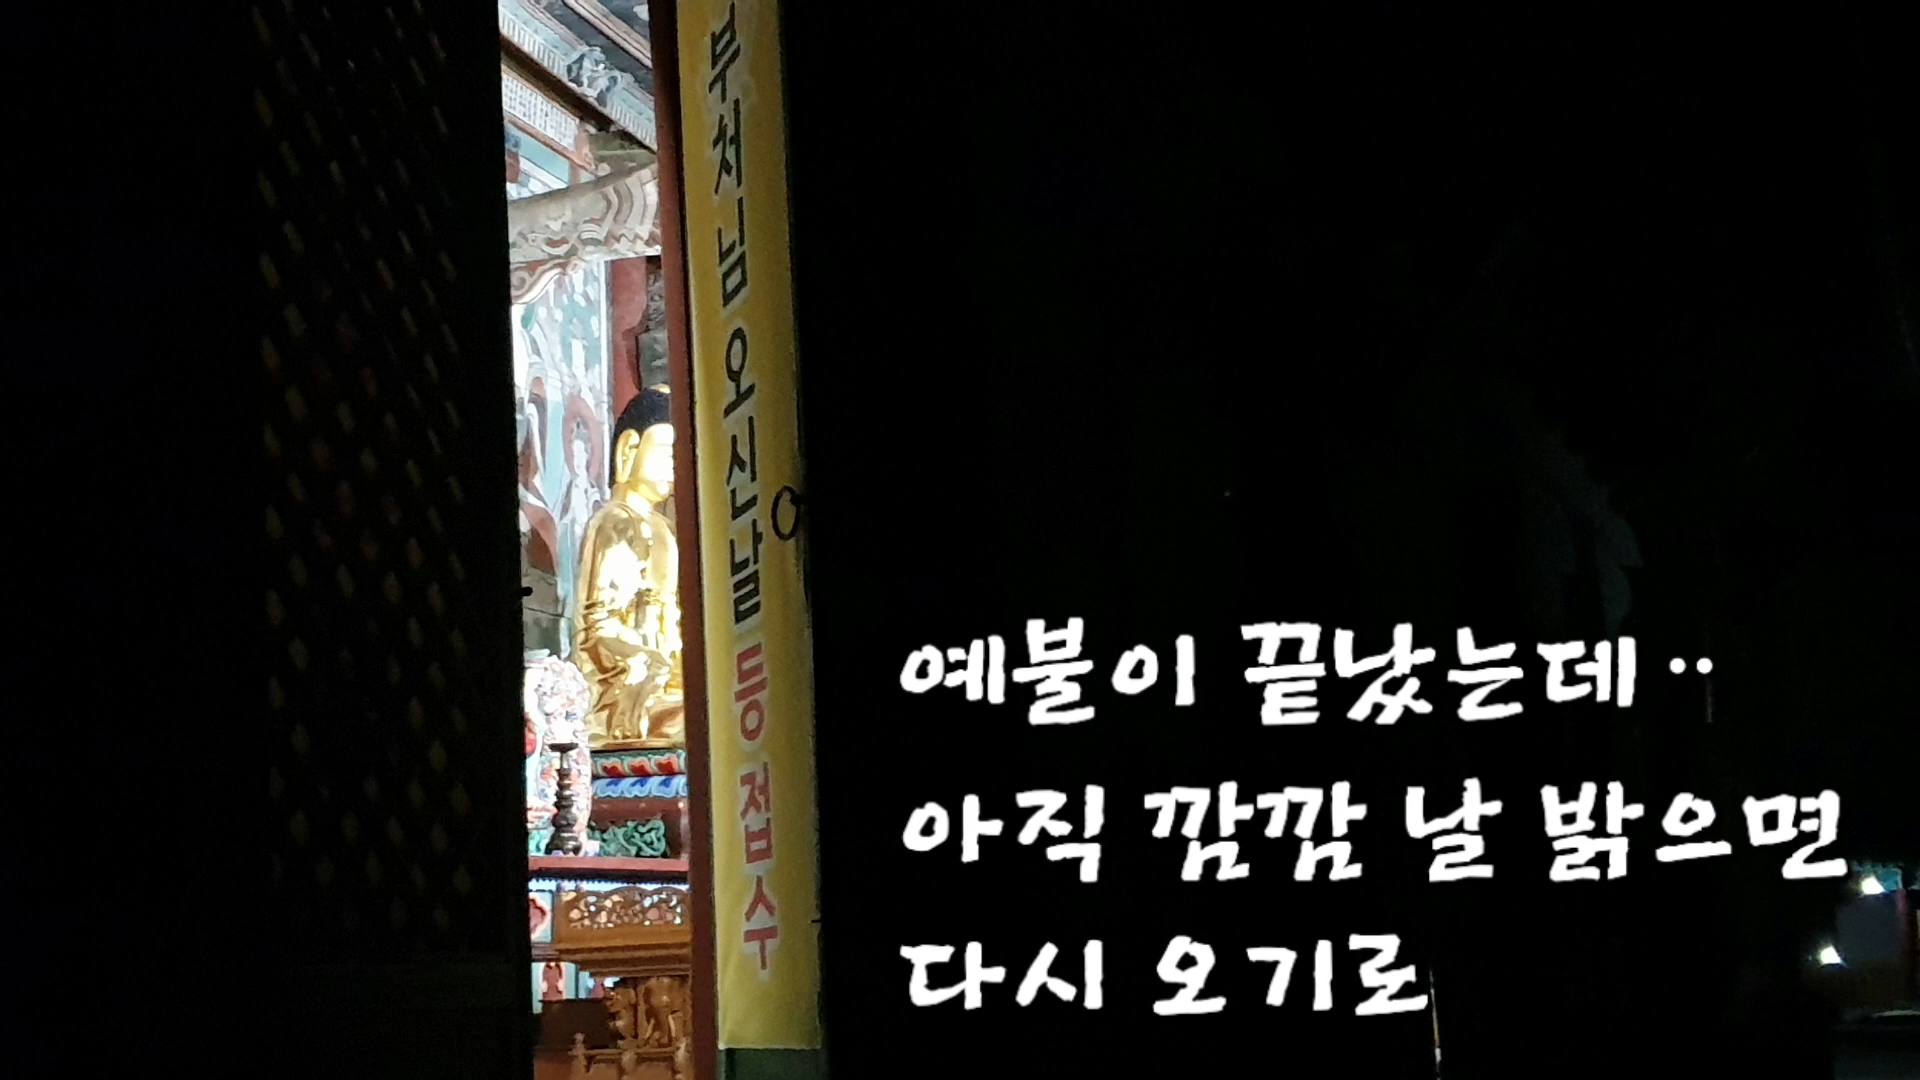 부처님 오신날 등 접수
예불이 끝났는데··
아직 깜깜 날 밝으면
다시 오기로